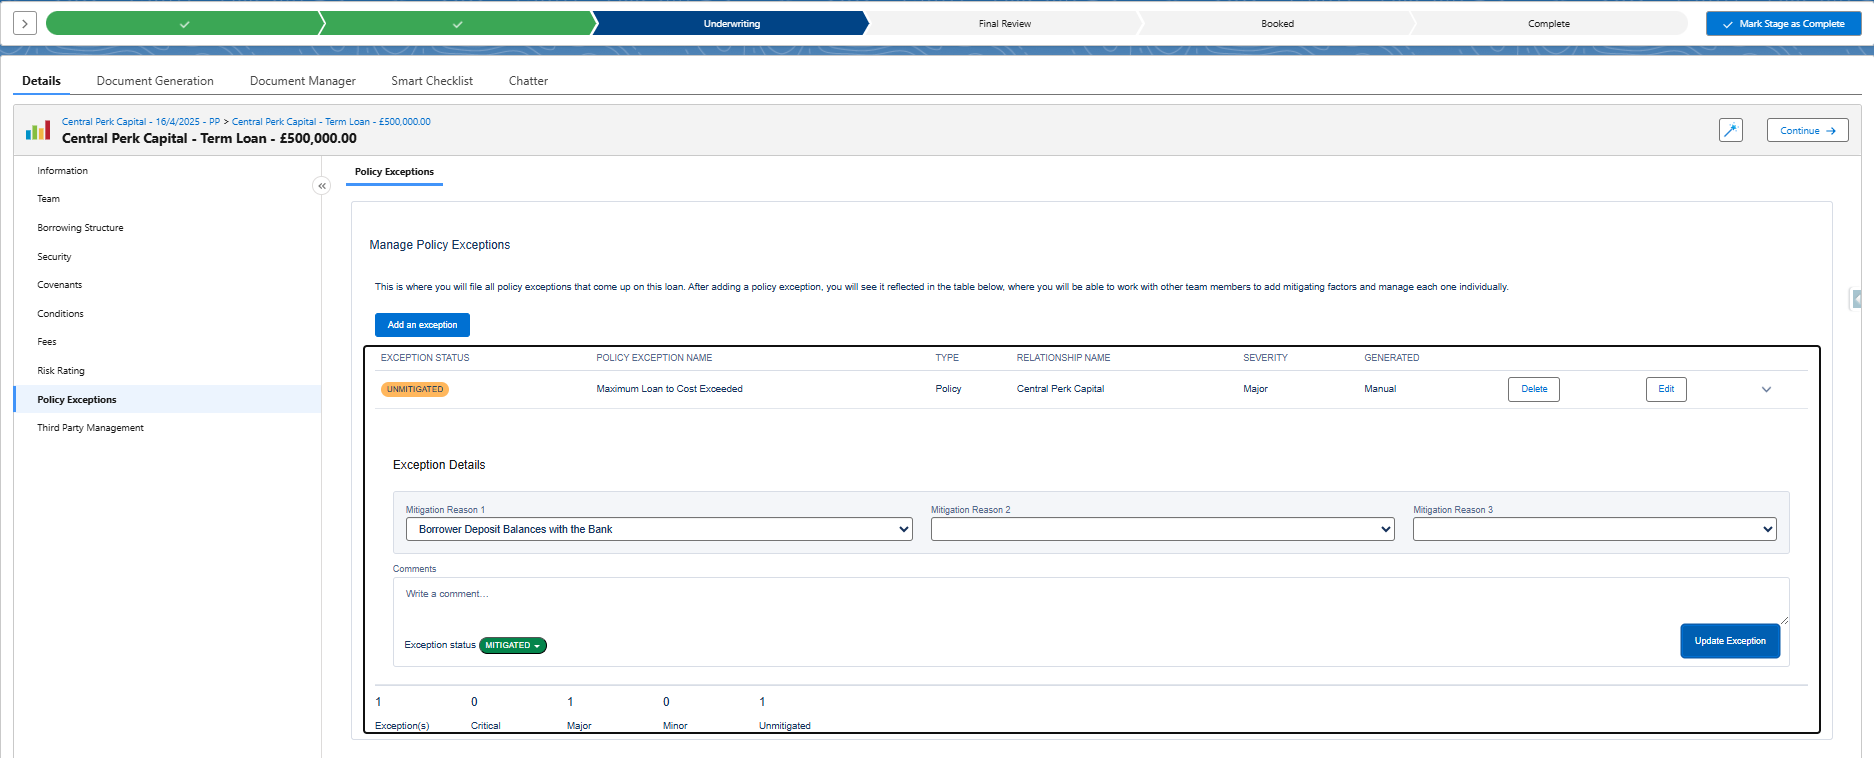 Underwriting
Final Review
Booked
Complete
Mark Stage as Complete
Details
Document Generation
Document Manager
Smart Checklist
Chatter
Central Perk Capital - 16/4/2025 - PP > Central Perk Capital - Term Loan - £500,000.00
Central Perk Capital - Term Loan - £500,000.00
Continue
Information
Team
Borrowing Structure
Security
Covenants
Conditions
Fees
Risk Rating
Policy Exceptions
Third Party Management
Policy Exceptions
Manage Policy Exceptions
This is where you will file all policy exceptions that come up on this loan. After adding a policy exception, you will see it reflected in the table below, where you will be able to work with other team members to add mitigating factors and manage each one individually.
Add an exception
EXCEPTION STATUS POLICY EXCEPTION NAME TYPE RELATIONSHIP NAME SEVERITY GENERATED
UNMITIGATED Maximum Loan to Cost Exceeded Policy Central Perk Capital Major Manual Delete Edit
Exception Details
Mitigation Reason 1 Mitigation Reason 2 Mitigation Reason 3
Borrower Deposit Balances with the Bank
Comments
Write a comment...
Exception status MITIGATED
Update Exception
1 0 1 0 1
Exception(s) Critical Major Minor Unmitigated